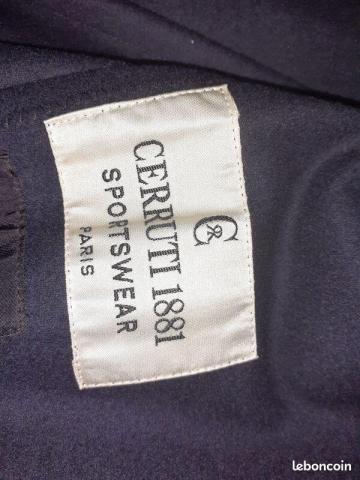 C&
CERRUTI 1881
SPORTSWEAR
PARIS
leboncoin